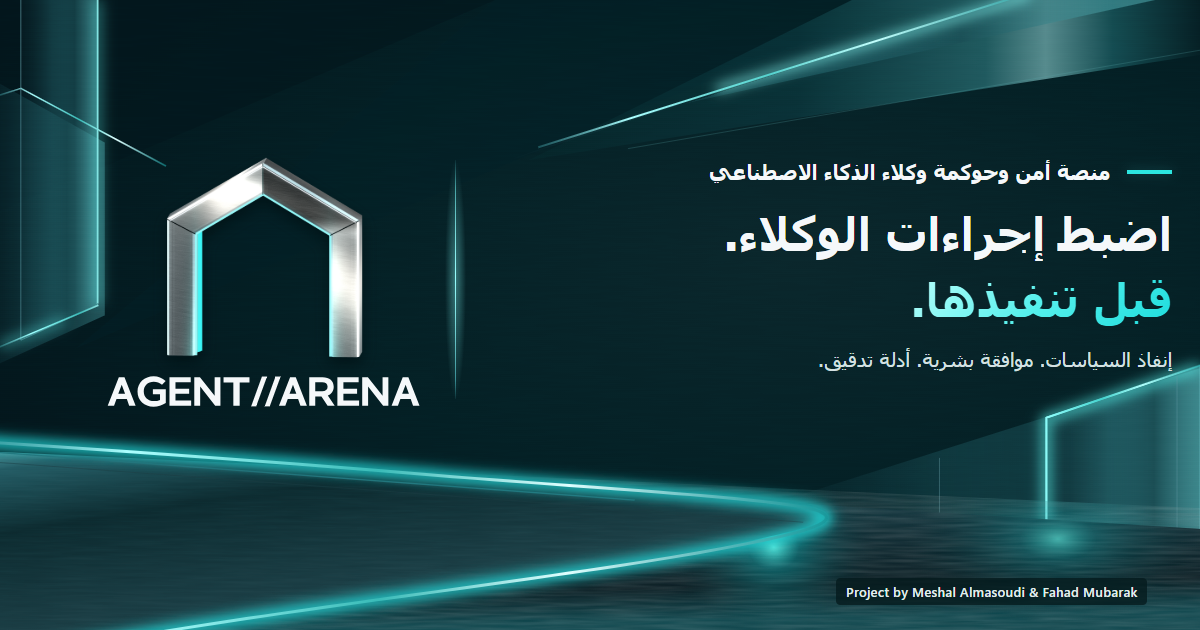 AGENT//ARENA
منصة أمن وحوكمة وكلاء الذكاء الاصطناعي
اضبط إجراءات الوكلاء.
قبل تنفيذها.
إنفاذ السياسات. موافقة بشرية. أدلة تدقيق.
Project by Meshal Almasoudi & Fahad Mubarak